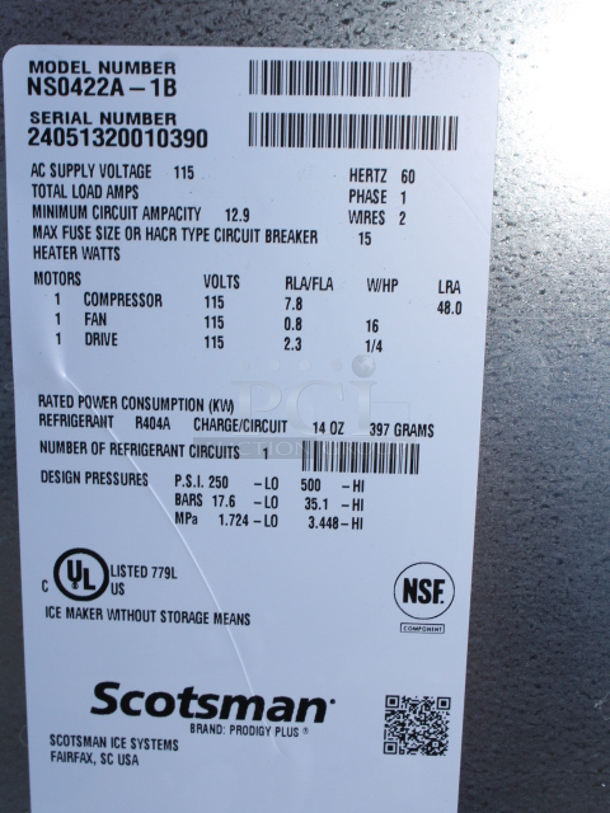 MODEL NUMBER
NS0422A-1B
SERIAL NUMBER
24051320010390
AC SUPPLY VOLTAGE 115 HERTZ 60
TOTAL LOAD AMPS PHASE 1
MINIMUM CIRCUIT AMPACITY 12.9 WIRES 2
MAX FUSE SIZE OR HACR TYPE CIRCUIT BREAKER 15
HEATER WATTS
MOTORS VOLTS RLA/FLA W/HP LRA
1 COMPRESSOR 115 7.8 48.0
1 FAN 115 0.8 16
1 DRIVE 115 2.3 1/4
RATED POWER CONSUMPTION (KW)
REFRIGERANT R404A CHARGE/CIRCUIT 14 OZ 397 GRAMS
PCI
AUCTION GROUP
NUMBER OF REFRIGERANT CIRCUITS 1
DESIGN PRESSURES P.S.I. 250 -LO 500 -HI
BARS 17.6 -LO 35.1 -HI
MPa 1.724 -LO 3.448-HI
C UL US LISTED 779L
NSF.
COMPONENT
ICE MAKER WITHOUT STORAGE MEANS
Scotsman
BRAND: PRODIGY PLUS ®
SCOTSMAN ICE SYSTEMS
FAIRFAX, SC USA